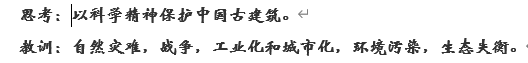 思考：以科学精神保护中国古建筑。
教训：自然灾难，战争，工业化和城市化，环境污染，生态失衡。